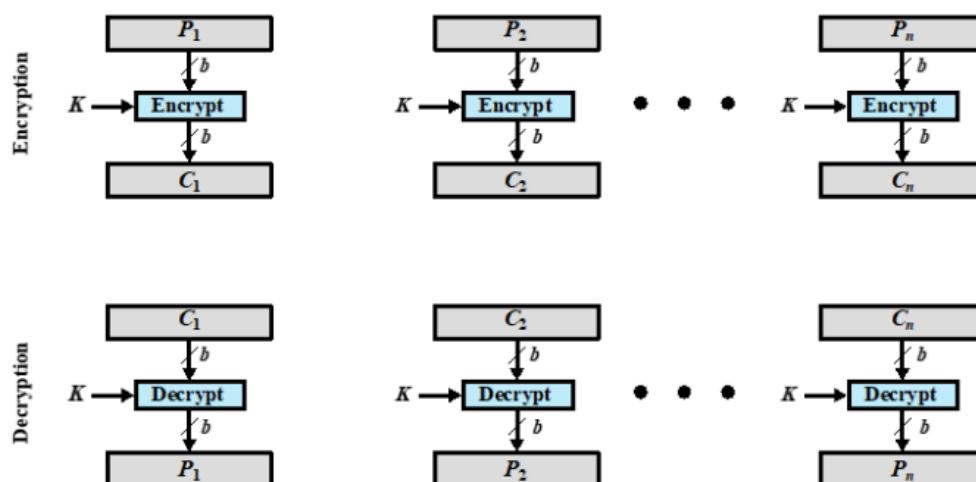 Encryption
P1 P2 Pn
b b b
K Encrypt K Encrypt K Encrypt
b b b
C1 C2 Cn
Decryption
C1 C2 Cn
b b b
K Decrypt K Decrypt K Decrypt
b b b
P1 P2 Pn